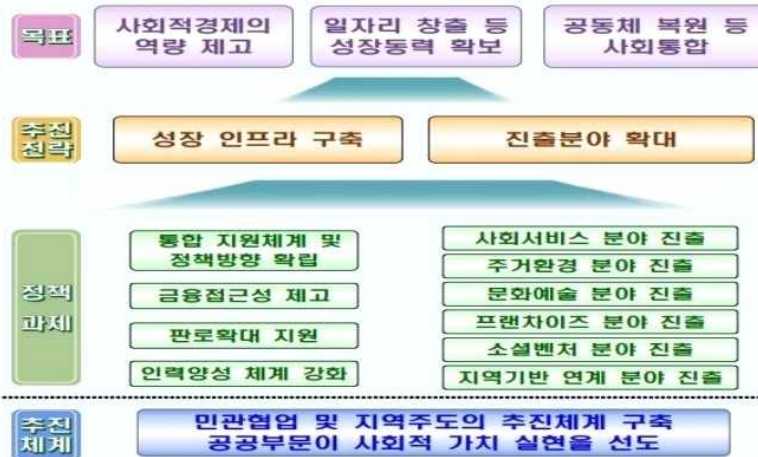 목표
사회적경제의
역량 제고
일자리 창출 등
성장동력 확보
공동체 복원 등
사회통합
추진
전략
성장 인프라 구축
진출분야 확대
정책
과제
통합 지원체계 및
정책방향 확립
금융접근성 제고
판로확대 지원
인력양성 체계 강화
사회서비스 분야 진출
주거환경 분야 진출
문화예술 분야 진출
프랜차이즈 분야 진출
소셜벤처 분야 진출
지역기반 연계 분야 진출
추진
체계
민관협업 및 지역주도의 추진체계 구축
공공부문이 사회적 가치 실현을 선도